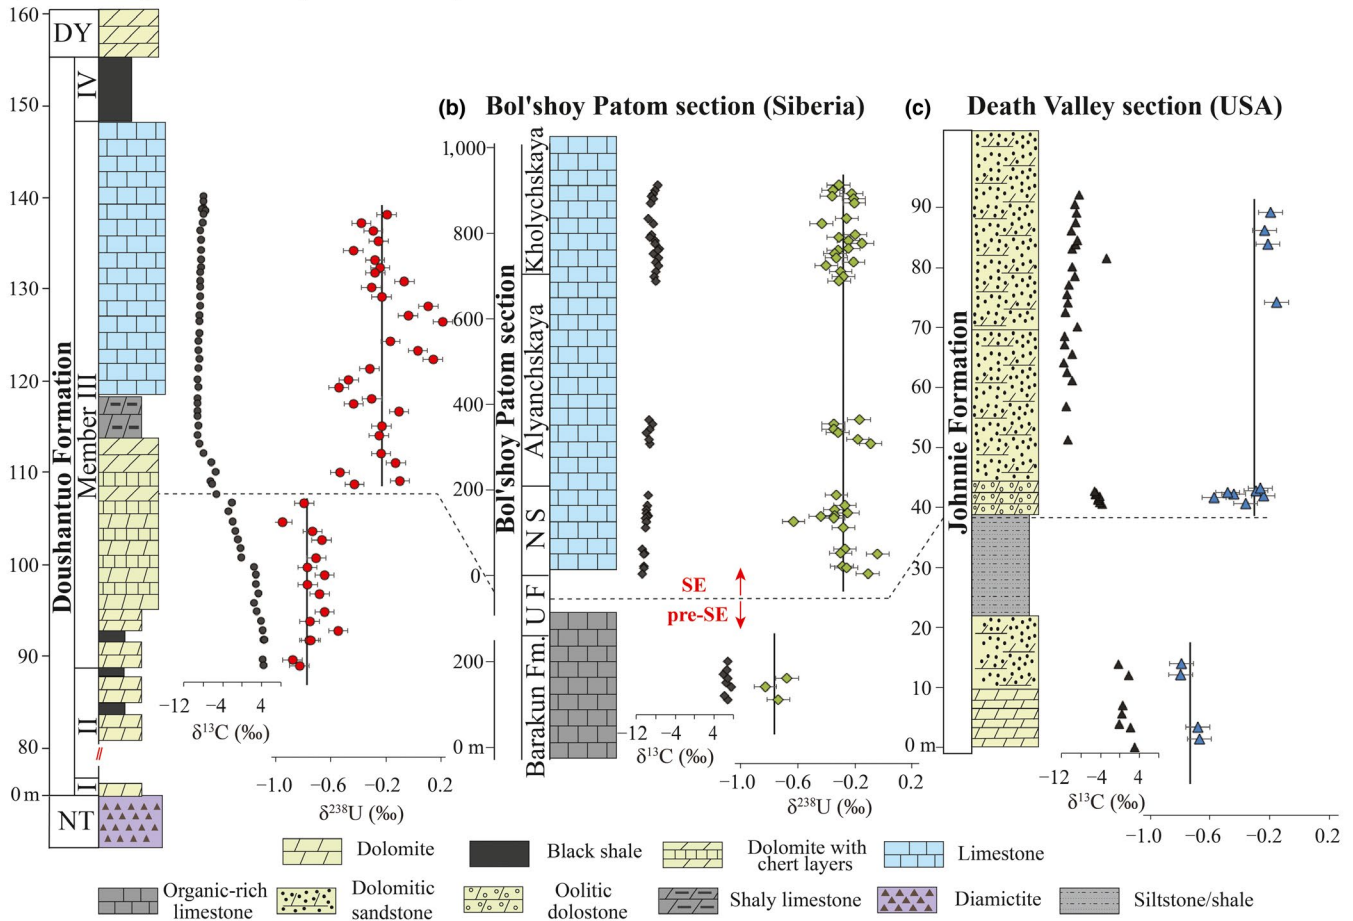 (b) Bol'shoy Patom section (Siberia)
(c) Death Valley section (USA)
160
150
140
130
120
110
100
90
80
0 m
Doushantuo Formation
DY
IV
Member III
II
I
NT
//
−12
−4
4
δ¹³C (‰)
−1.0
−0.6
−0.2
0.2
δ²³⁸U (‰)
Bol'shoy Patom section
1,000
800
600
400
200
0
200
0 m
Kholychskaya
Alyanchskaya
N S
U F
Barakun Fm.
SE
pre-SE
−12
−4
4
δ¹³C (‰)
−1.0
−0.6
−0.2
0.2
δ²³⁸U (‰)
Johnnie Formation
90
80
70
60
50
40
30
20
10
0 m
−12
−4
4
δ¹³C (‰)
−1.0
−0.6
−0.2
0.2
Dolomite
Black shale
Dolomite with
chert layers
Limestone
Organic-rich
limestone
Dolomitic
sandstone
Oolitic
dolostone
Shaly limestone
Diamictite
Siltstone/shale